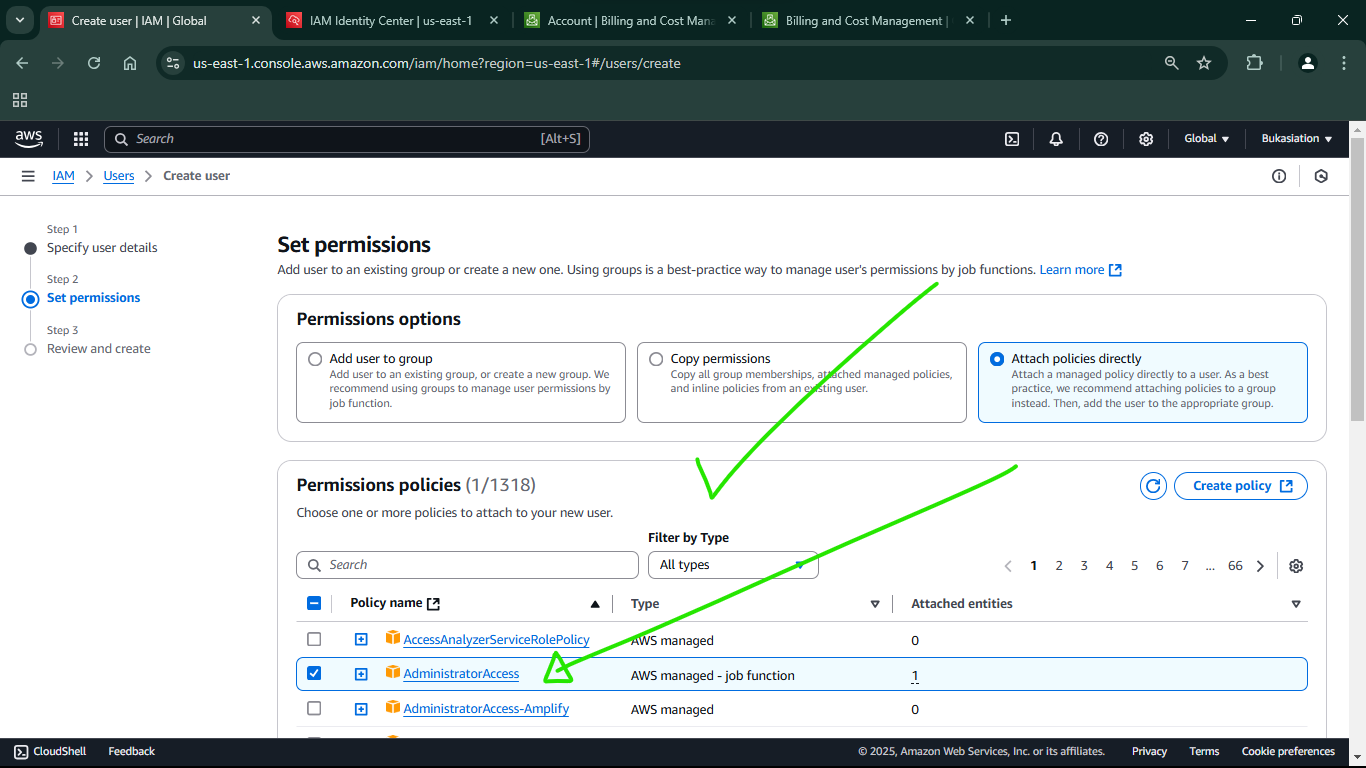 Create user | IAM | Global
IAM Identity Center | us-east-1
Account | Billing and Cost Mana
Billing and Cost Management |
us-east-1.console.aws.amazon.com/iam/home?region=us-east-1#/users/create
aws
Search
[Alt+S]
Global
Bukasiation
IAM
Users
Create user
Step 1
Specify user details
Step 2
Set permissions
Step 3
Review and create
Set permissions
Add user to an existing group or create a new one. Using groups is a best-practice way to manage user's permissions by job functions. Learn more
Permissions options
Add user to group
Add user to an existing group, or create a new group. We
recommend using groups to manage user permissions by
job function.
Copy permissions
Copy all group memberships, attached managed policies,
and inline policies from an existing user.
Attach policies directly
Attach a managed policy directly to a user. As a best
practice, we recommend attaching policies to a group
instead. Then, add the user to the appropriate group.
Permissions policies (1/1318)
Choose one or more policies to attach to your new user.
Create policy
Filter by Type
Search
All types
1 2 3 4 5 6 7 ... 66
Policy name
Type
Attached entities
AccessAnalyzerServiceRolePolicy
AWS managed
0
AdministratorAccess
AWS managed - job function
1
AdministratorAccess-Amplify
AWS managed
0
CloudShell
Feedback
© 2025, Amazon Web Services, Inc. or its affiliates.
Privacy
Terms
Cookie preferences